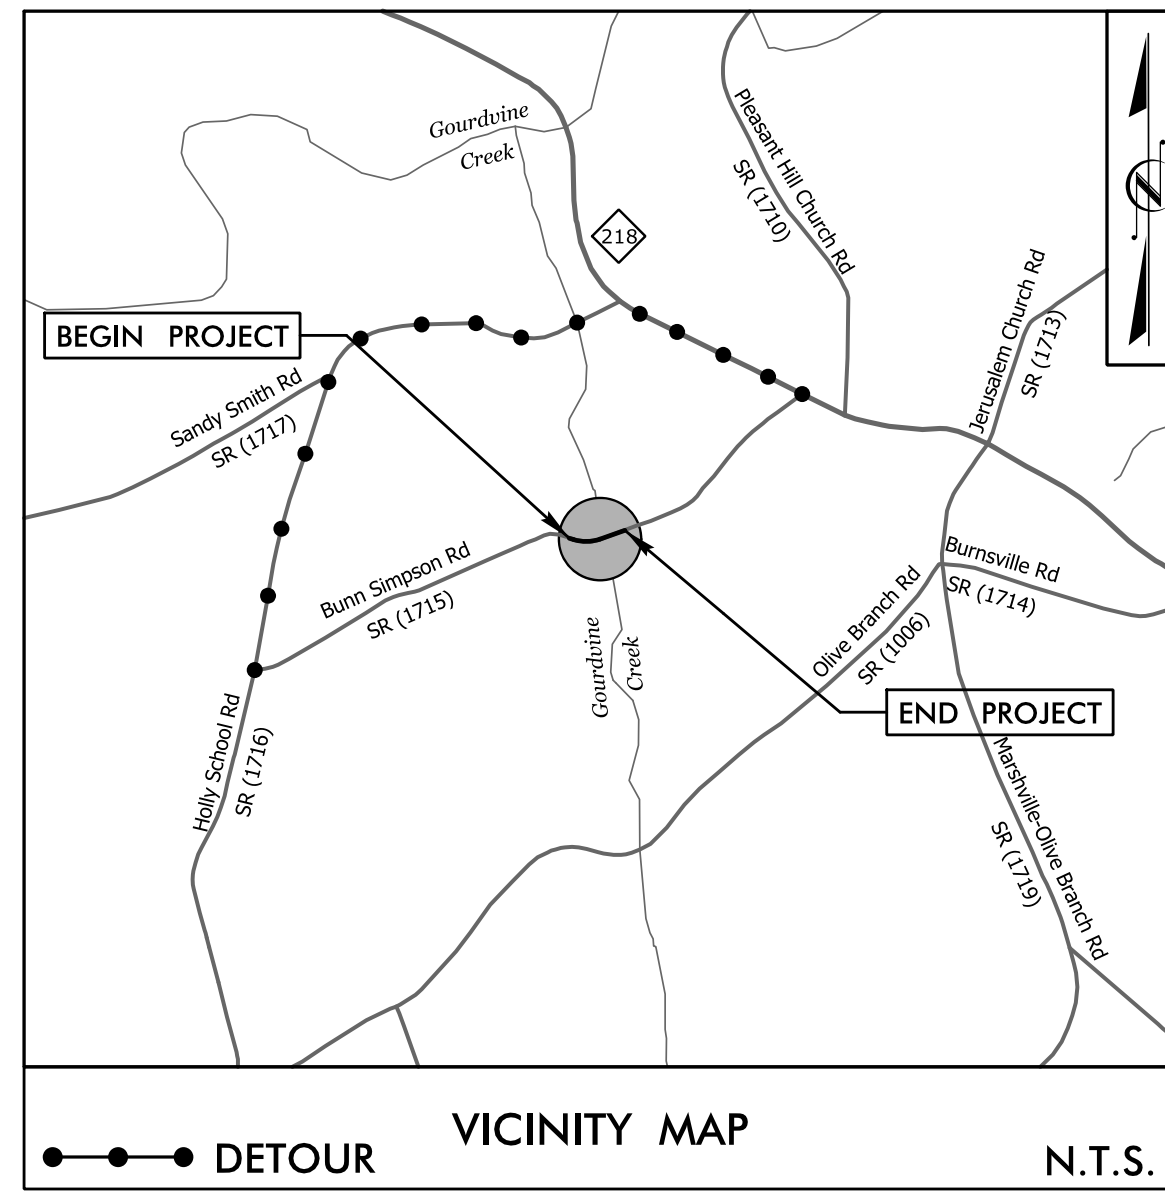 Gourdvine
Creek
Pleasant Hill Church Rd
SR (1710)
218
N
BEGIN PROJECT
Jerusalem Church Rd
SR (1713)
Sandy Smith Rd
SR (1717)
Bunn Simpson Rd
SR (1715)
Burnsville Rd
SR (1714)
Olive Branch Rd
SR (1006)
Gourdvine
Creek
END PROJECT
Holly School Rd
SR (1716)
Marshville-Olive Branch Rd
SR (1719)
VICINITY MAP
DETOUR
N.T.S.